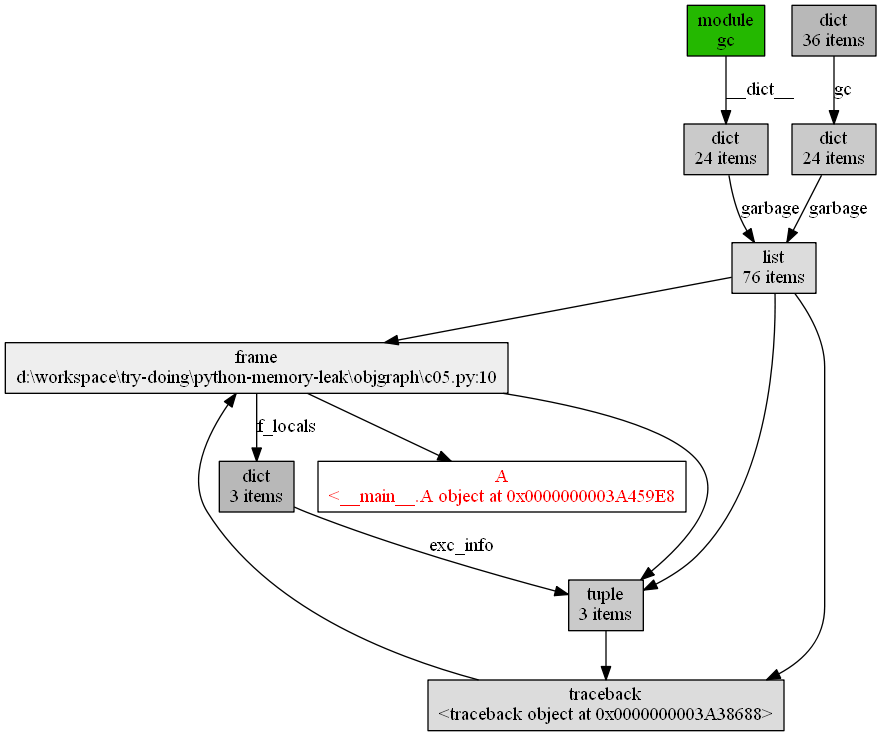 module
gc
dict
36 items
__dict__
gc
dict
24 items
dict
24 items
garbage
garbage
list
76 items
frame
d:\workspace\try-doing\python-memory-leak\objgraph\c05.py:10
f_locals
dict
3 items
A
<__main__.A object at 0x0000000003A459E8
exc_info
tuple
3 items
traceback
<traceback object at 0x0000000003A38688>